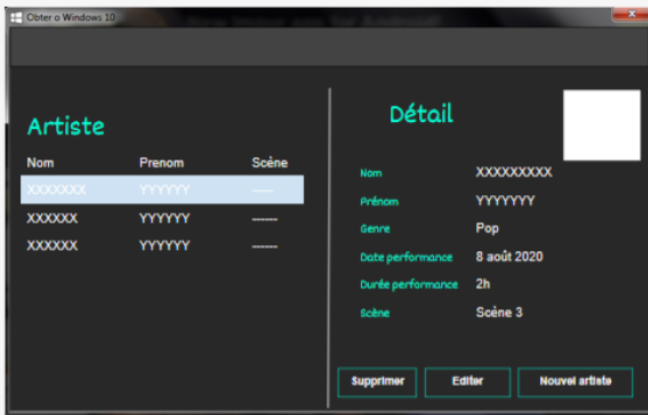 Obter o Windows 10
Artiste
Nom Prenom Scène
XXXXXXX YYYYYY -----
XXXXXX YYYYYY ------
XXXXXX YYYYYY ------
Détail
Nom XXXXXXXXX
Prénom YYYYYYY
Genre Pop
Date performance 8 août 2020
Durée performance 2h
Scène Scène 3
Supprimer Editer Nouvel artiste